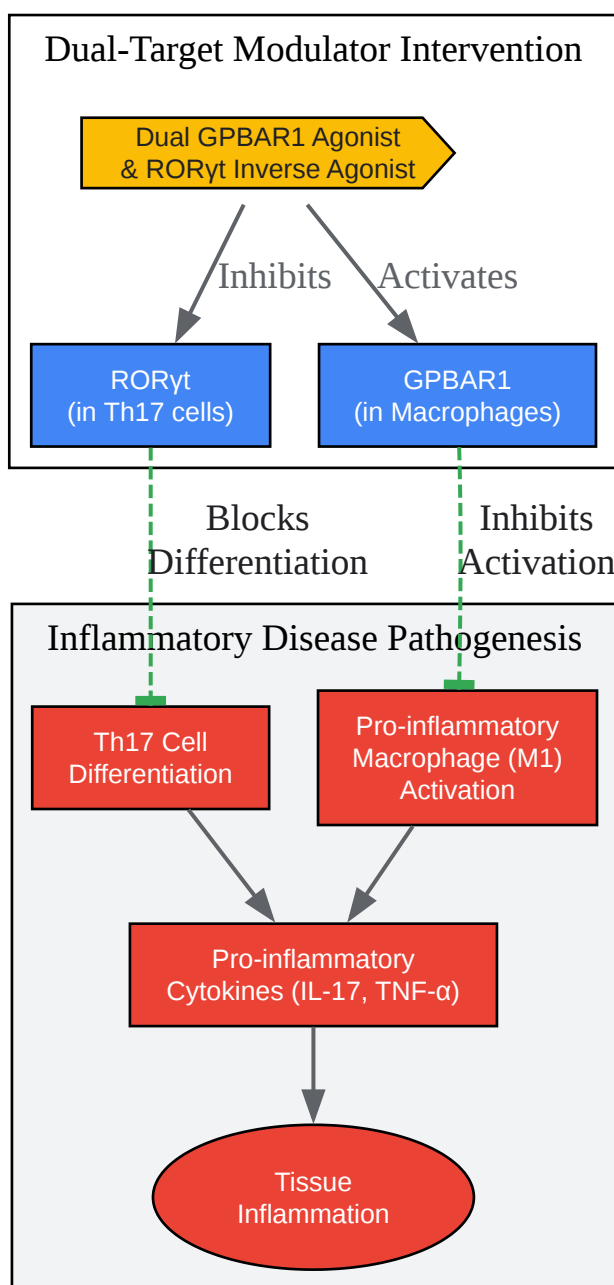 Dual-Target Modulator Intervention
Dual GPBAR1 Agonist
& RORγt Inverse Agonist
Inhibits
Activates
RORγt
(in Th17 cells)
GPBAR1
(in Macrophages)
Blocks
Differentiation
Inhibits
Activation
Inflammatory Disease Pathogenesis
Th17 Cell
Differentiation
Pro-inflammatory
Macrophage (M1)
Activation
Pro-inflammatory
Cytokines (IL-17, TNF-α)
Tissue
Inflammation